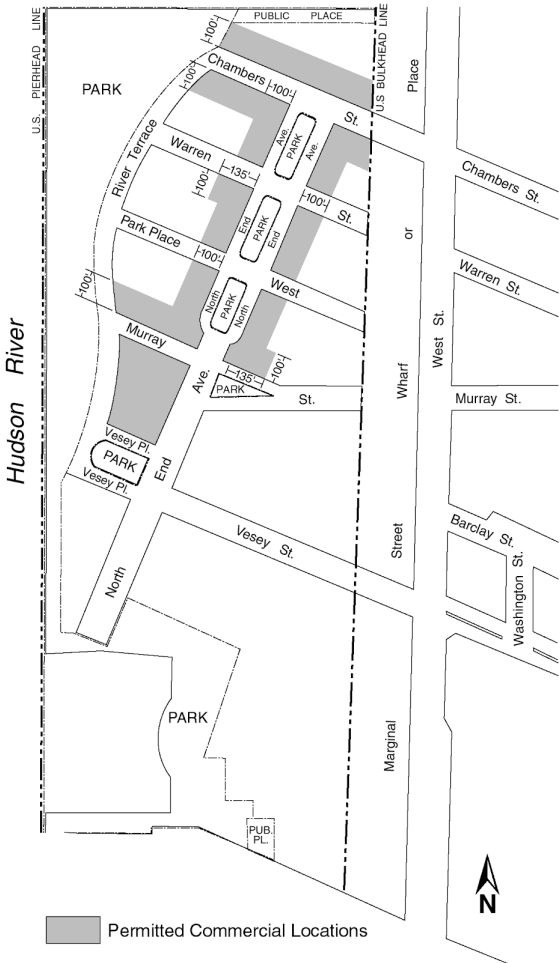 PUBLIC PLACE
U.S. PIERHEAD LINE
U.S BULKHEAD LINE
-100'-
PARK
Place
Chambers
-100'-
-100'-
St.
River Terrace
Ave.
PARK
Ave.
Warren
-135'-
-100'-
Chambers St.
-100'-
St.
Park Place
End
PARK
End
or
-100'-
Warren St.
-100'-
North
PARK
North
West
West St.
Murray
Hudson River
-135'-
-100'-
Ave.
PARK
St.
Wharf
Murray St.
Vesey Pl.
PARK
Vesey Pl.
End
Vesey St.
Street
Barclay St.
Washington St.
North
PARK
Marginal
PUB.
PL.
N
Permitted Commercial Locations